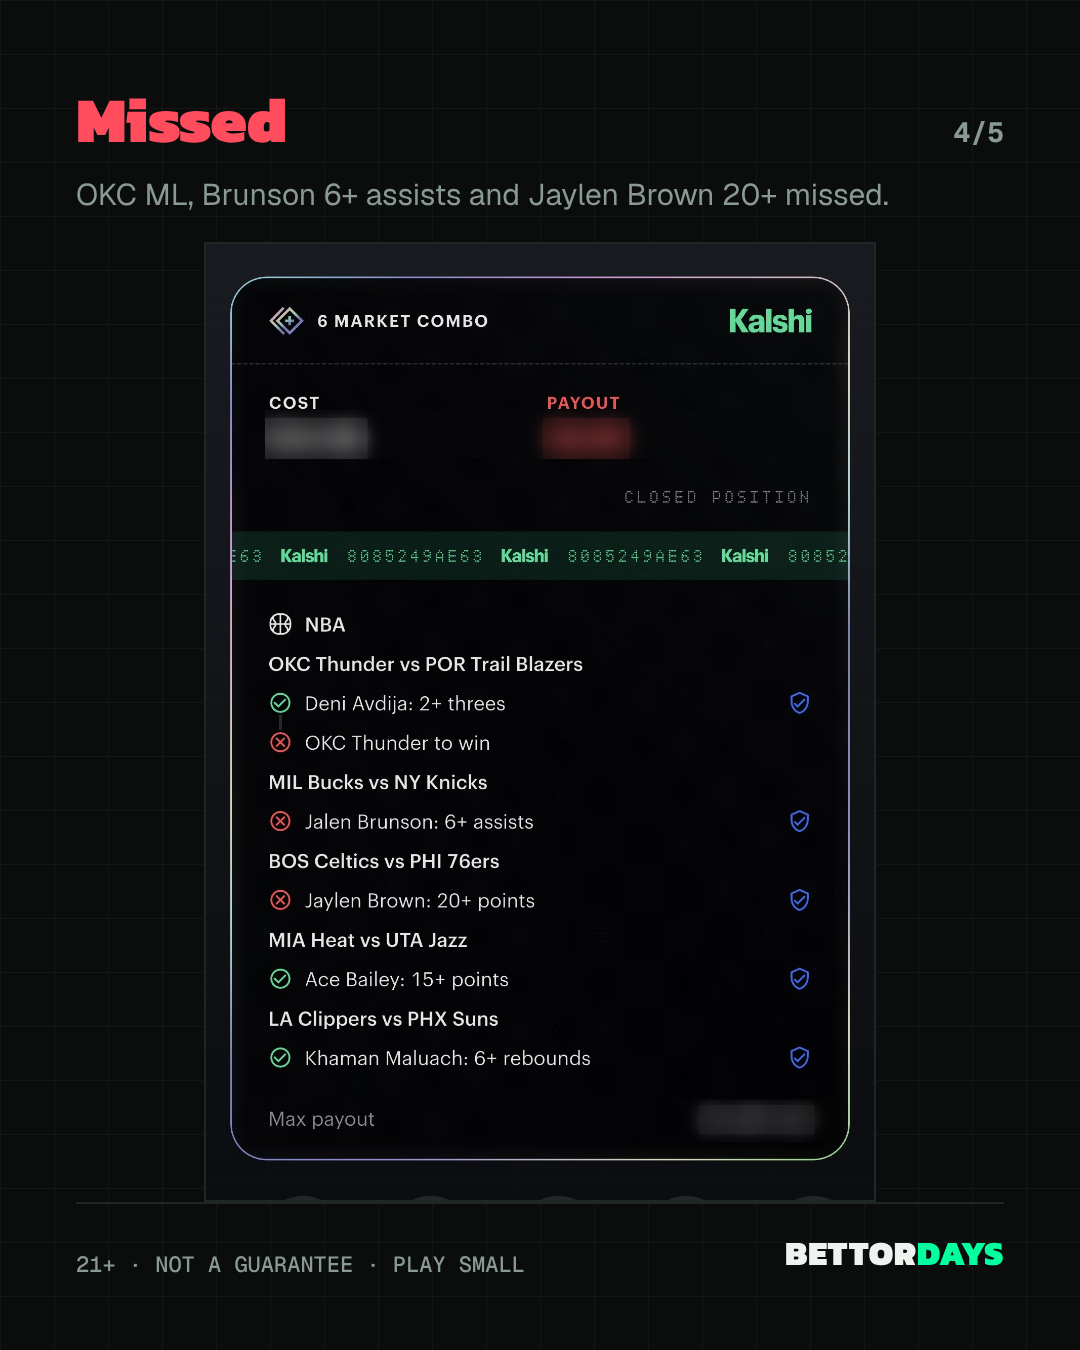 Missed
4/5
OKC ML, Brunson 6+ assists and Jaylen Brown 20+ missed.
6 MARKET COMBO
Kalshi
COST
PAYOUT
CLOSED POSITION
E63 Kalshi 8085249AE63 Kalshi 8085249AE63 Kalshi 80852
NBA
OKC Thunder vs POR Trail Blazers
Deni Avdija: 2+ threes
OKC Thunder to win
MIL Bucks vs NY Knicks
Jalen Brunson: 6+ assists
BOS Celtics vs PHI 76ers
Jaylen Brown: 20+ points
MIA Heat vs UTA Jazz
Ace Bailey: 15+ points
LA Clippers vs PHX Suns
Khaman Maluach: 6+ rebounds
Max payout
21+ · NOT A GUARANTEE · PLAY SMALL
BETTORDAYS